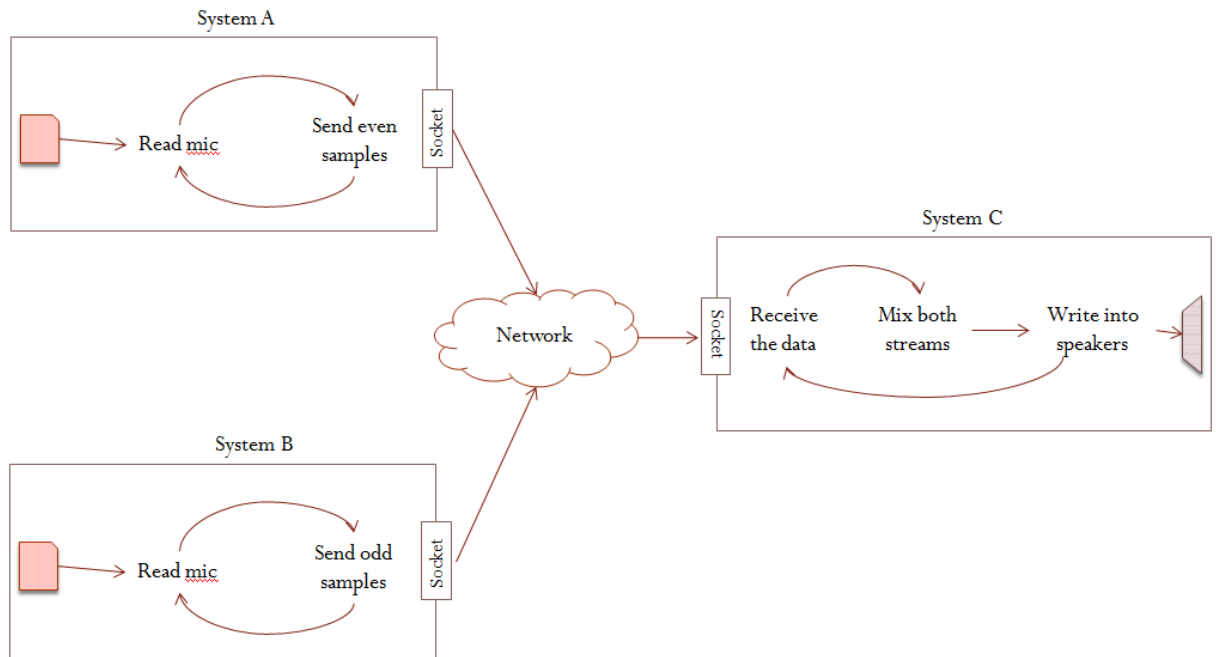 System A
Read mic
Send even
samples
Socket
System C
Network
Socket
Receive
the data
Mix both
streams
Write into
speakers
System B
Read mic
Send odd
samples
Socket